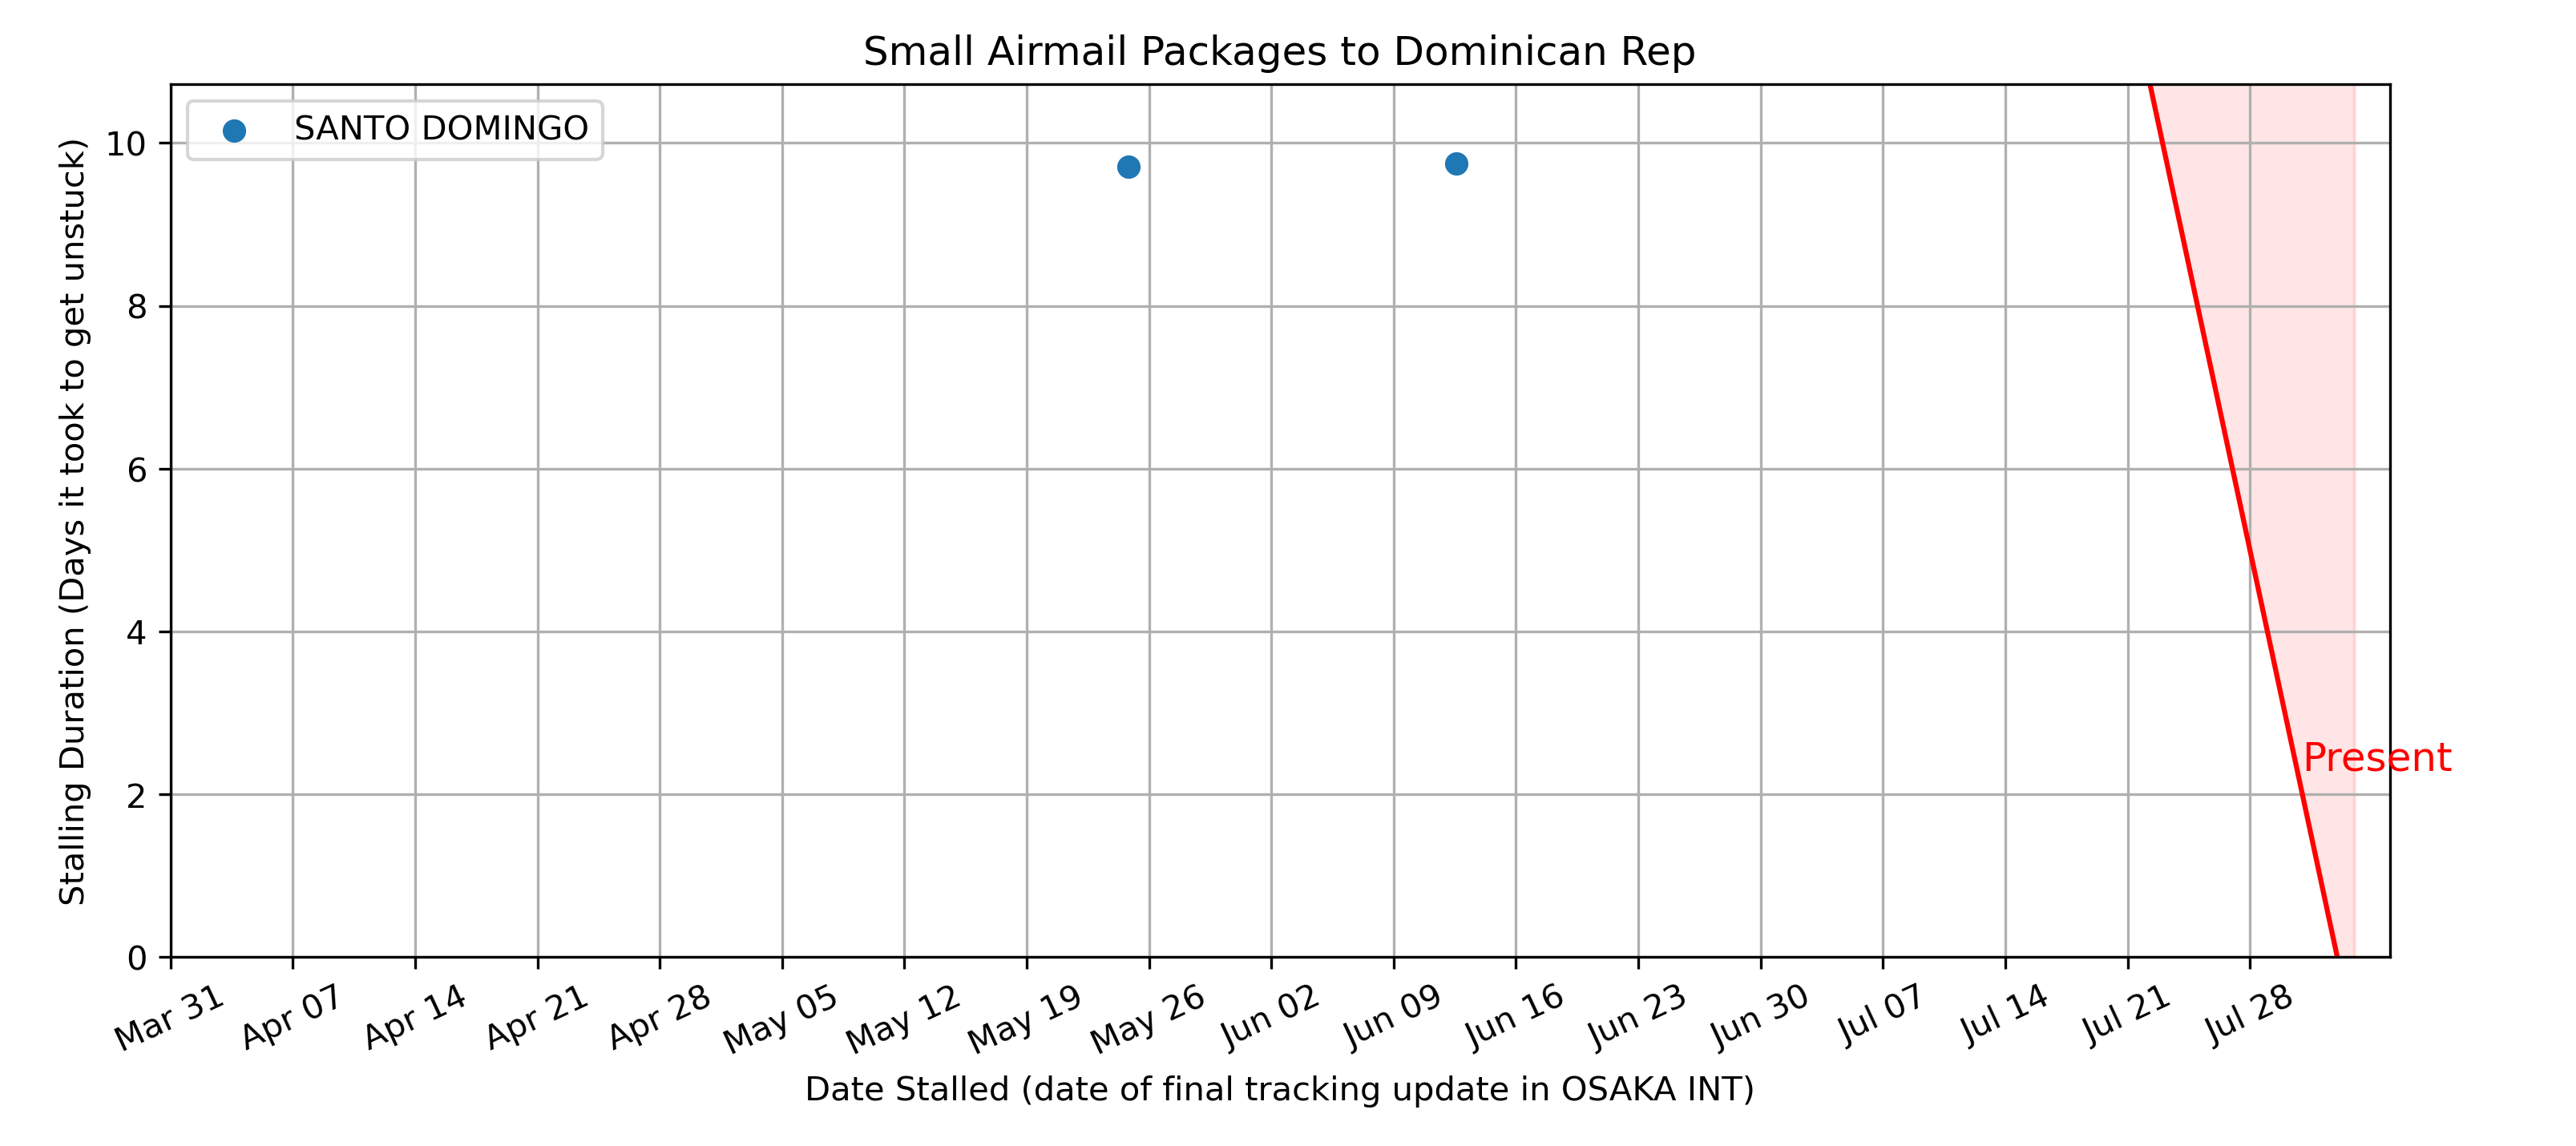 Small Airmail Packages to Dominican Rep
SANTO DOMINGO
Stalling Duration (Days it took to get unstuck)
10
8
6
4
2
0
Present
Mar 31
Apr 07
Apr 14
Apr 21
Apr 28
May 05
May 12
May 19
May 26
Jun 02
Jun 09
Jun 16
Jun 23
Jun 30
Jul 07
Jul 14
Jul 21
Jul 28
Date Stalled (date of final tracking update in OSAKA INT)